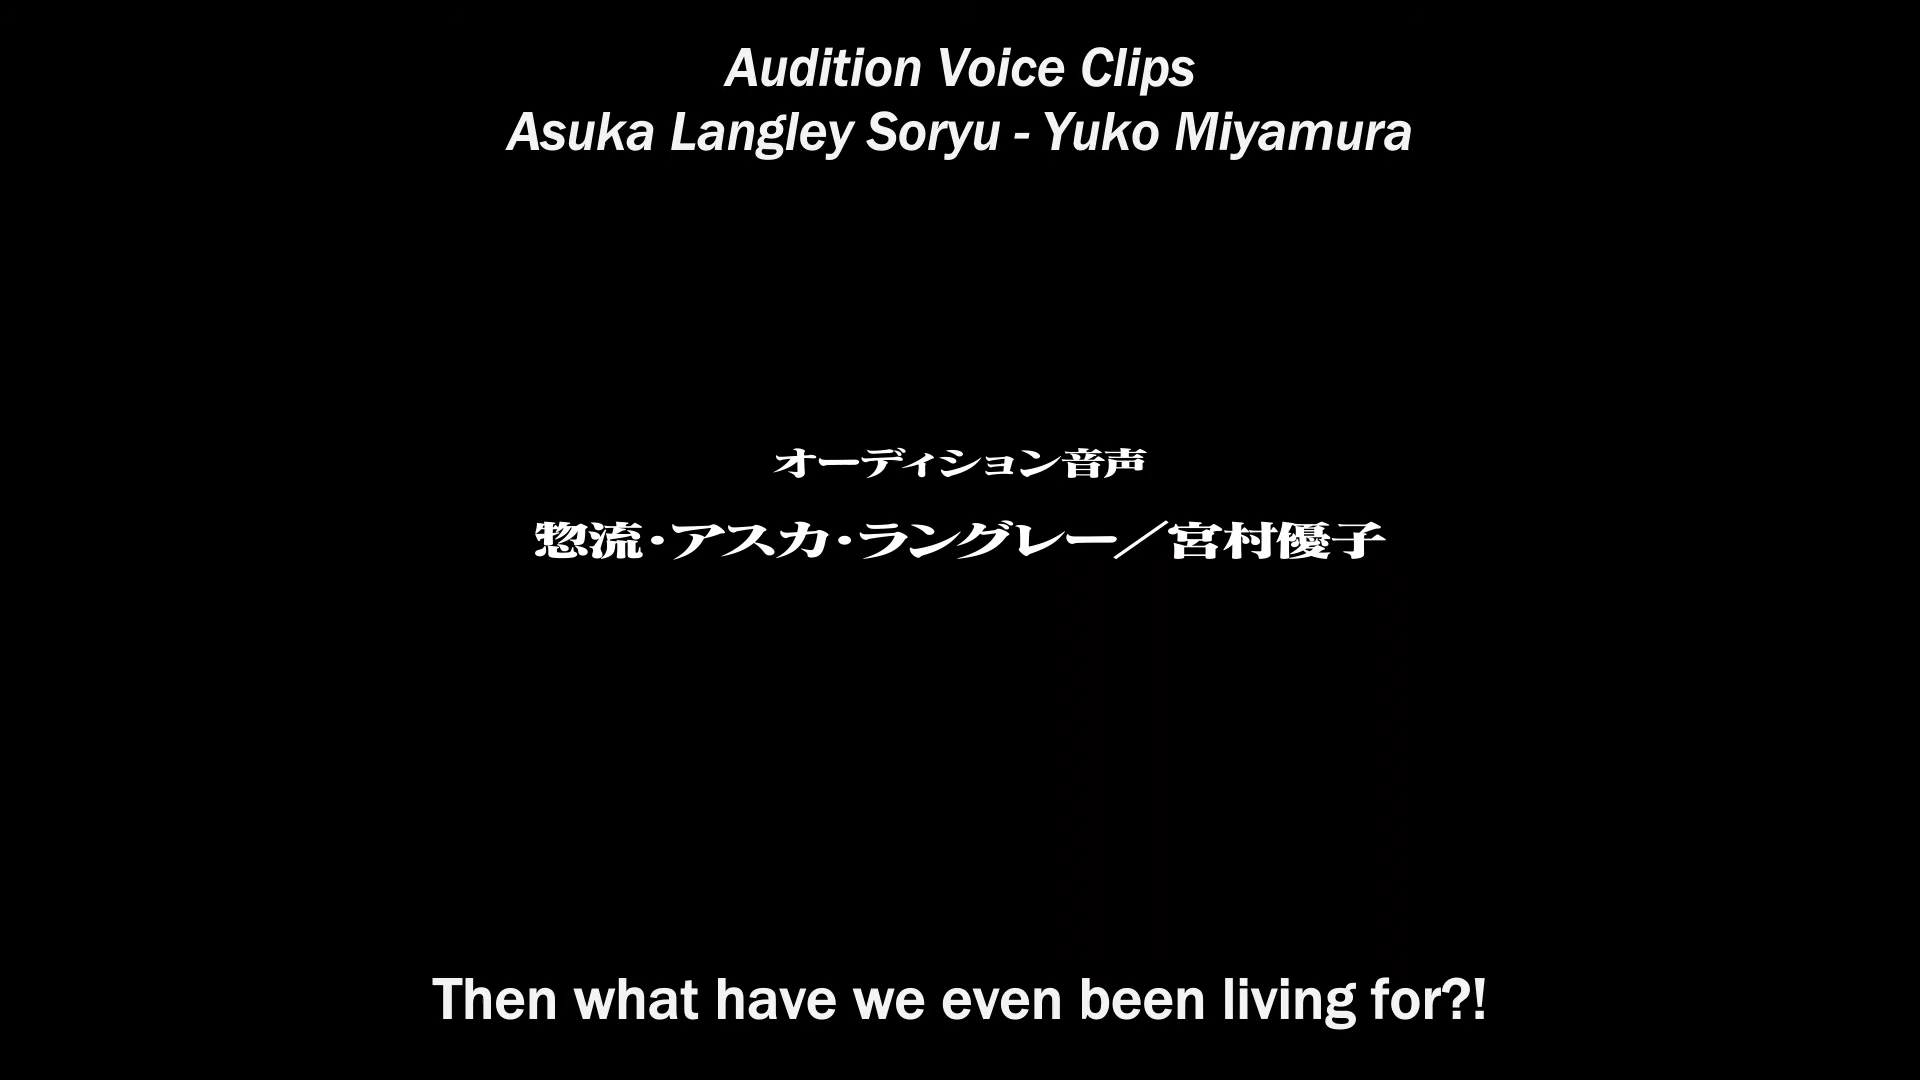 Audition Voice Clips
Asuka Langley Soryu - Yuko Miyamura
オーディション音声
惣流・アスカ・ラングレー／宮村優子
Then what have we even been living for?!